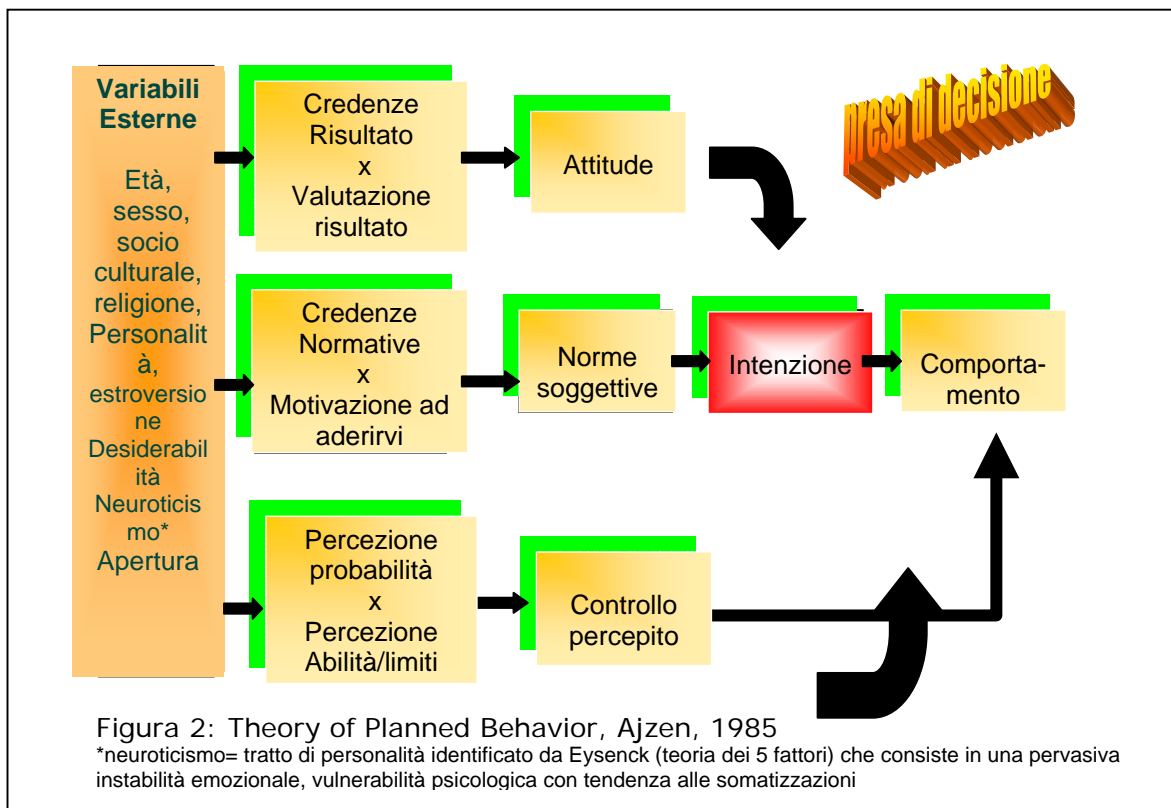 Variabili
Esterne
Età,
sesso,
socio
culturale,
religione,
Personalit
à,
estroversio
ne
Desiderabil
ità
Neuroticis
mo*
Apertura
Credenze
Risultato
x
Valutazione
risultato
Attitude
presa di decisione
Credenze
Normative
x
Motivazione ad
aderirvi
Norme
soggettive
Intenzione
Comporta-
mento
Percezione
probabilità
x
Percezione
Abilità/limiti
Controllo
percepito
Figura 2: Theory of Planned Behavior, Ajzen, 1985
*neuroticismo= tratto di personalità identificato da Eysenck (teoria dei 5 fattori) che consiste in una pervasiva
instabilità emozionale, vulnerabilità psicologica con tendenza alle somatizzazioni